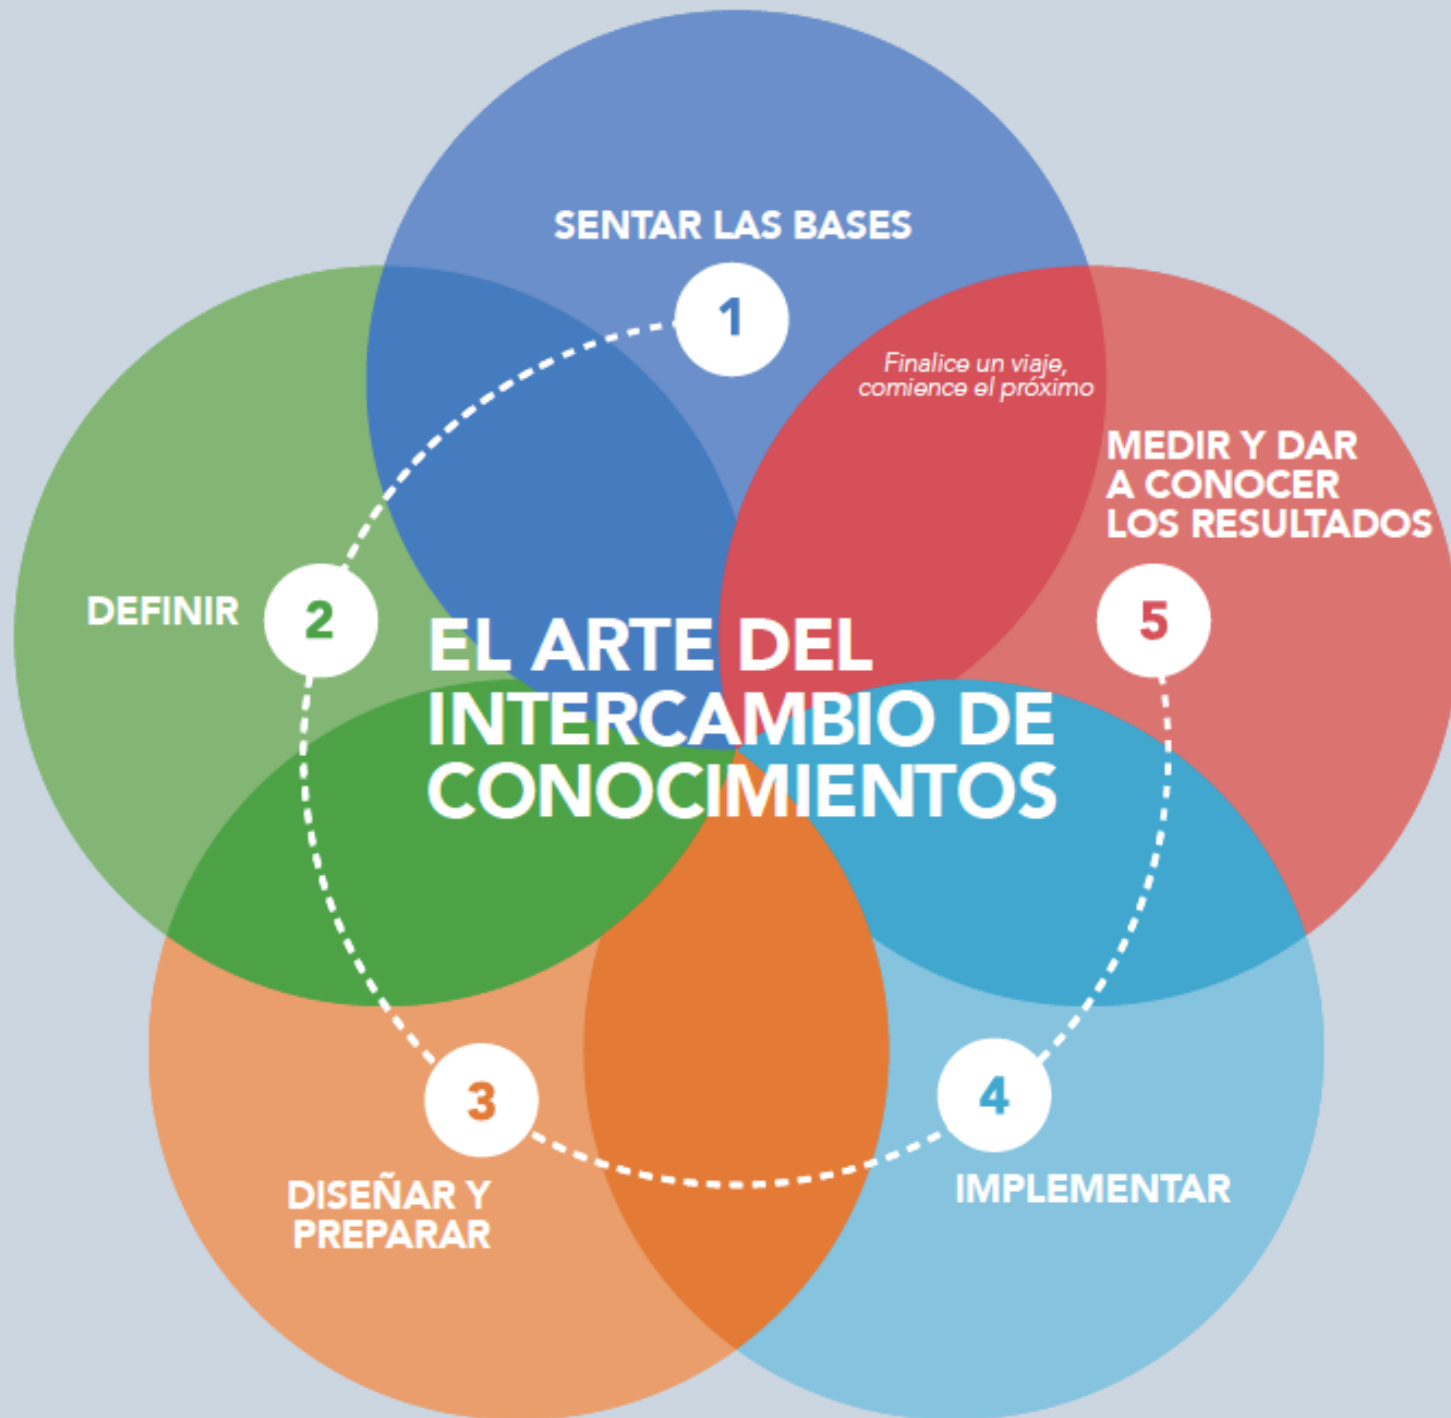 SENTAR LAS BASES
1
Finalice un viaje,
comience el próximo
MEDIR Y DAR
A CONOCER
LOS RESULTADOS
5
DEFINIR
2
EL ARTE DEL
INTERCAMBIO DE
CONOCIMIENTOS
3
DISEÑAR Y
PREPARAR
4
IMPLEMENTAR